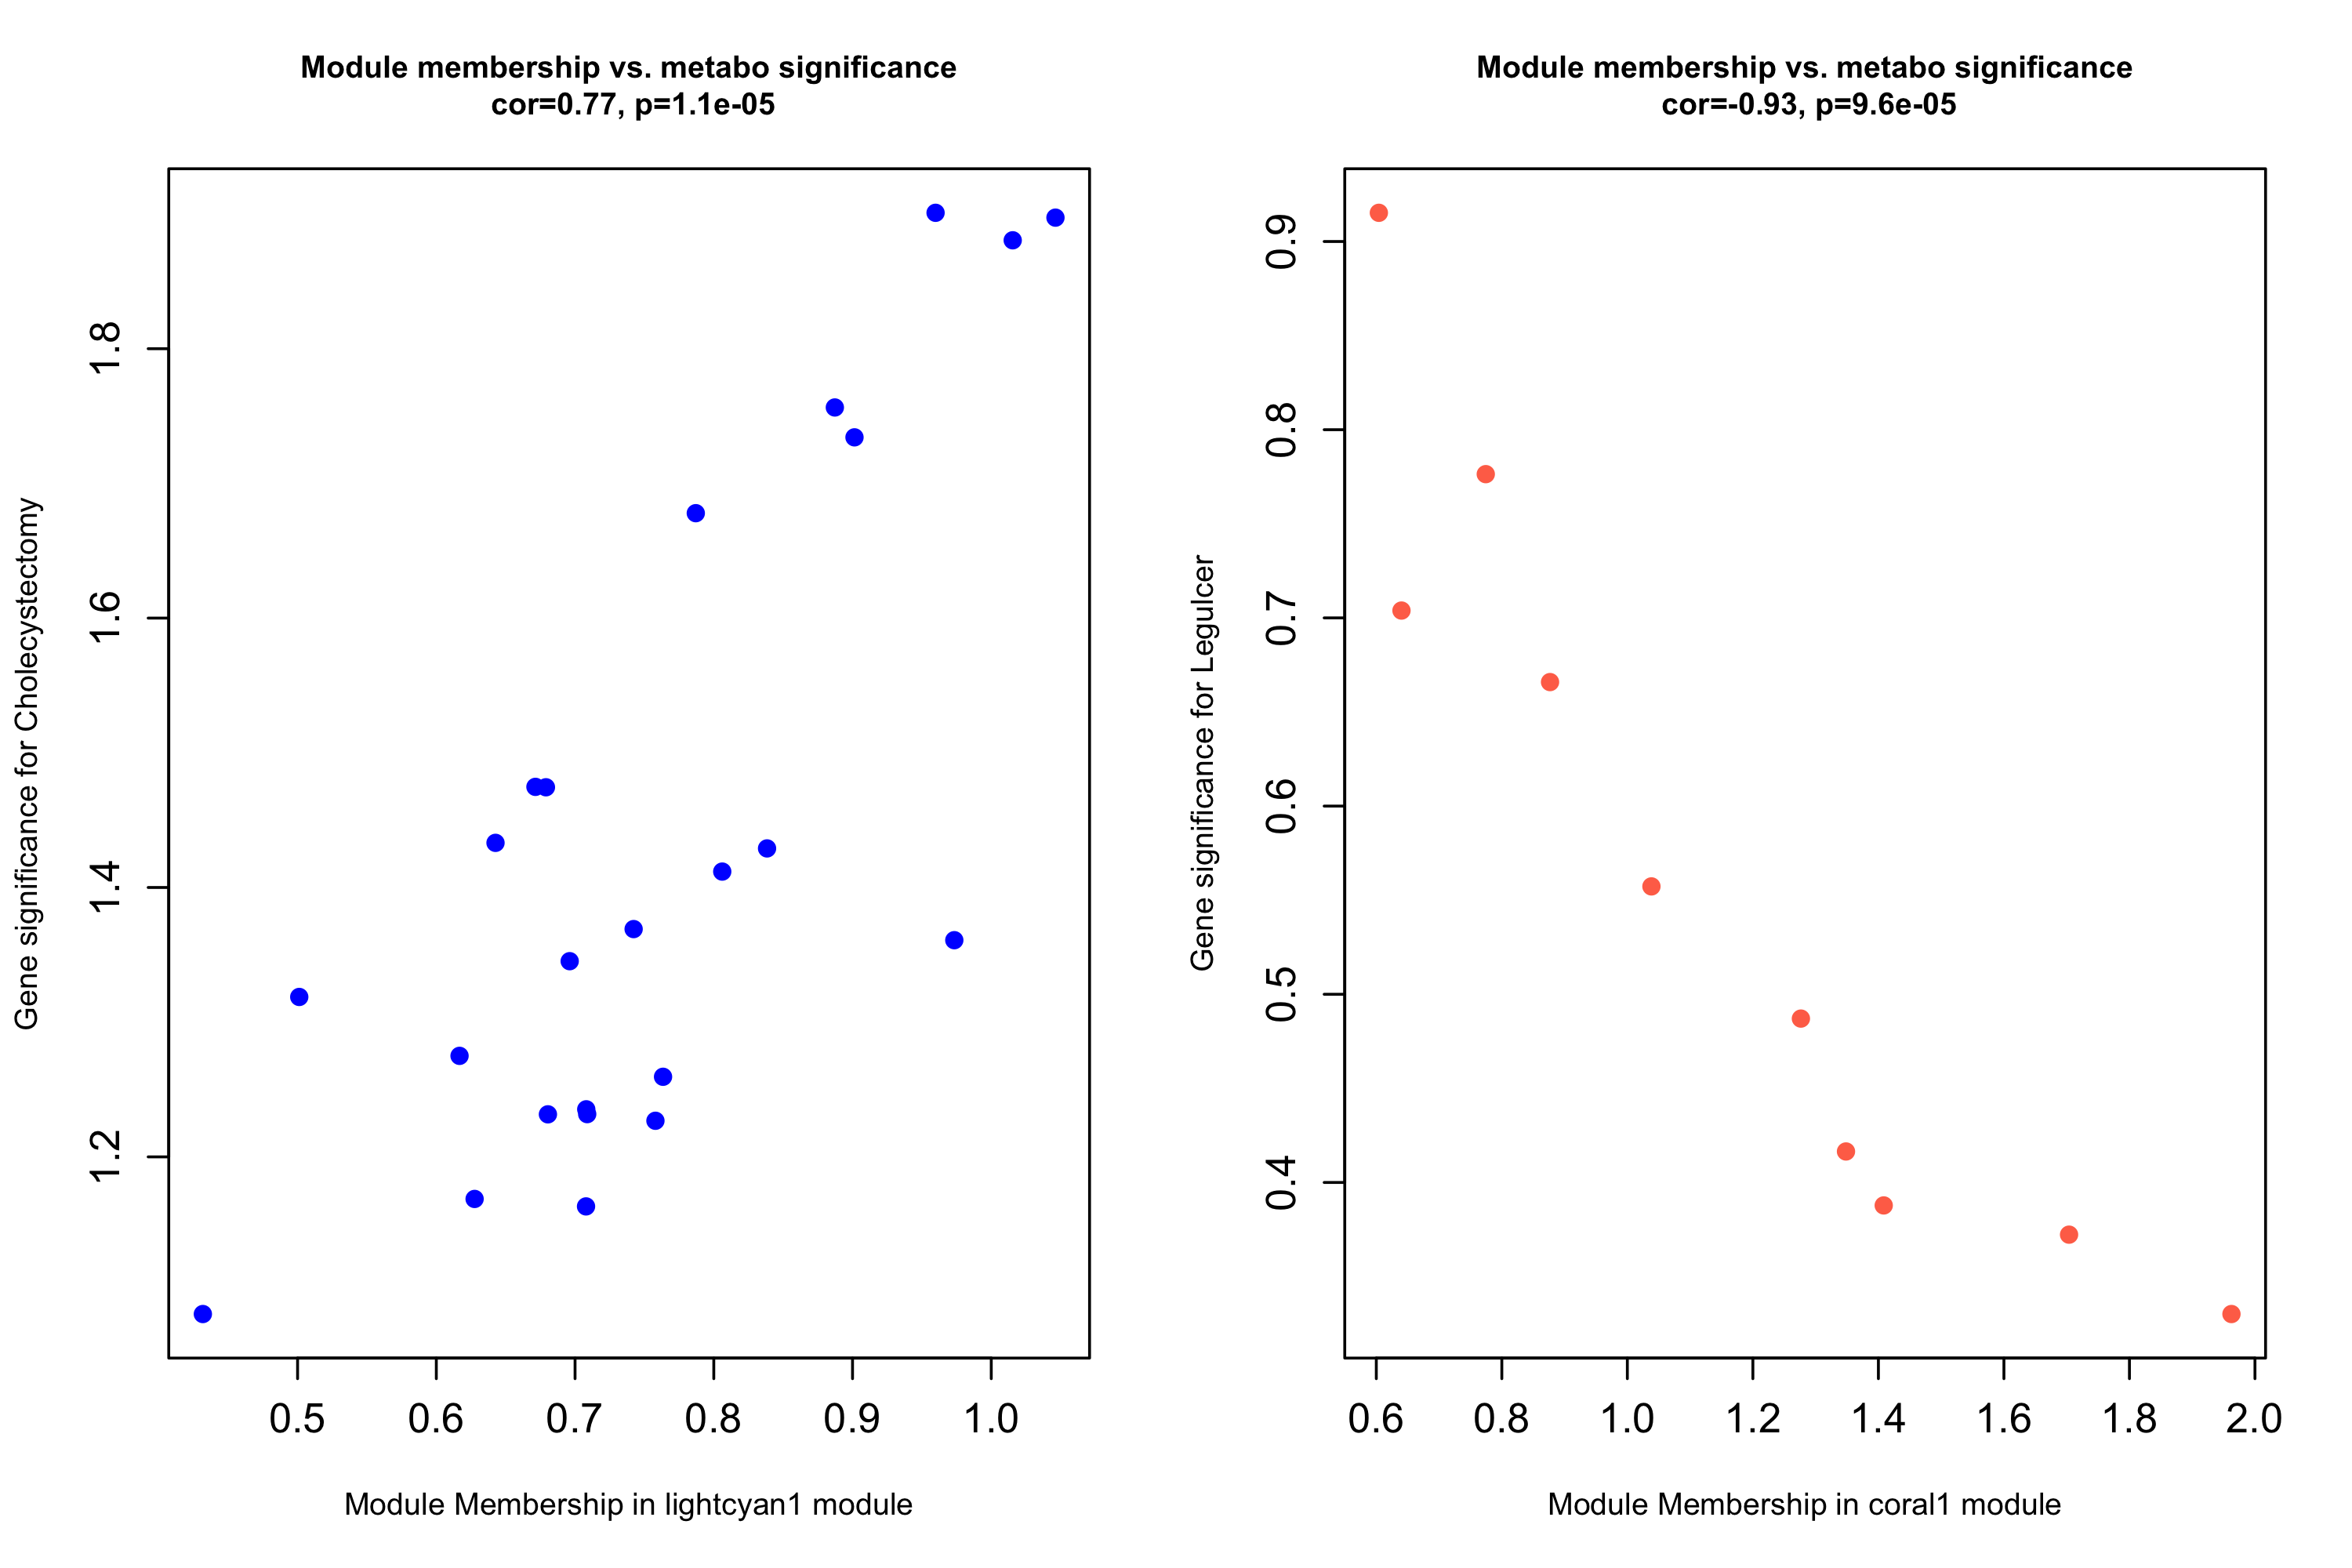 Module membership vs. metabo significance
cor=0.77, p=1.1e-05
Gene significance for Cholecystectomy
1.8
1.6
1.4
1.2
0.5 0.6 0.7 0.8 0.9 1.0
Module Membership in lightcyan1 module
Module membership vs. metabo significance
cor=-0.93, p=9.6e-05
Gene significance for Legulcer
0.9
0.8
0.7
0.6
0.5
0.4
0.6 0.8 1.0 1.2 1.4 1.6 1.8 2.0
Module Membership in coral1 module